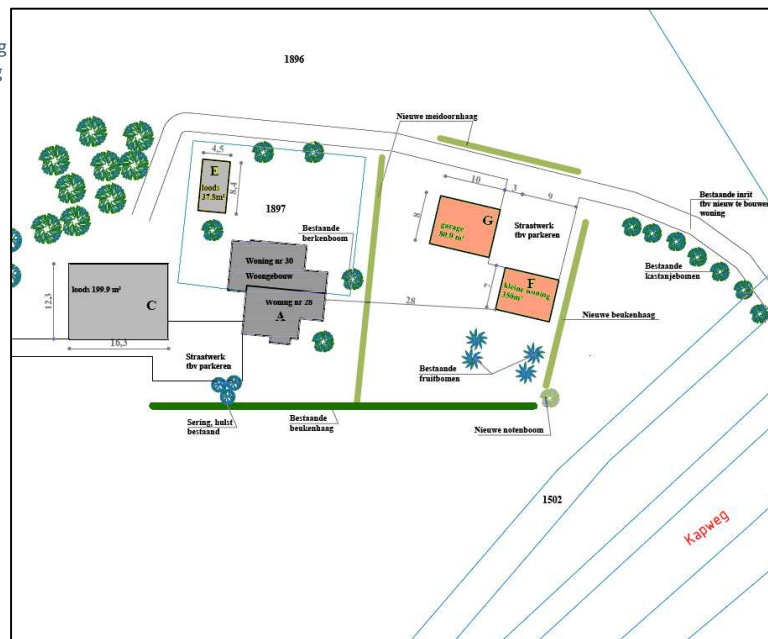 1896
Nieuwe meidoornhaag
4,5
E
loods
37.8m²
8,4
1897
10
3
9
8
G
garage
80.0 m²
Straatwerk
tbv parkeren
Bestaande inrit
tbv nieuw te bouwen
woning
Bestaande
berkenboom
Woning nr 30
Woongebouw
Woning nr 28
A
28
7
F
kleine woning
350m³
Bestaande
kastanjebomen
loods 199.9 m²
C
12,3
16,3
Nieuwe beukenhaag
Straatwerk
tbv parkeren
Bestaande
fruitbomen
Sering, hulst
bestaand
Bestaande
beukenhaag
Nieuwe notenboom
1502
Kapweg